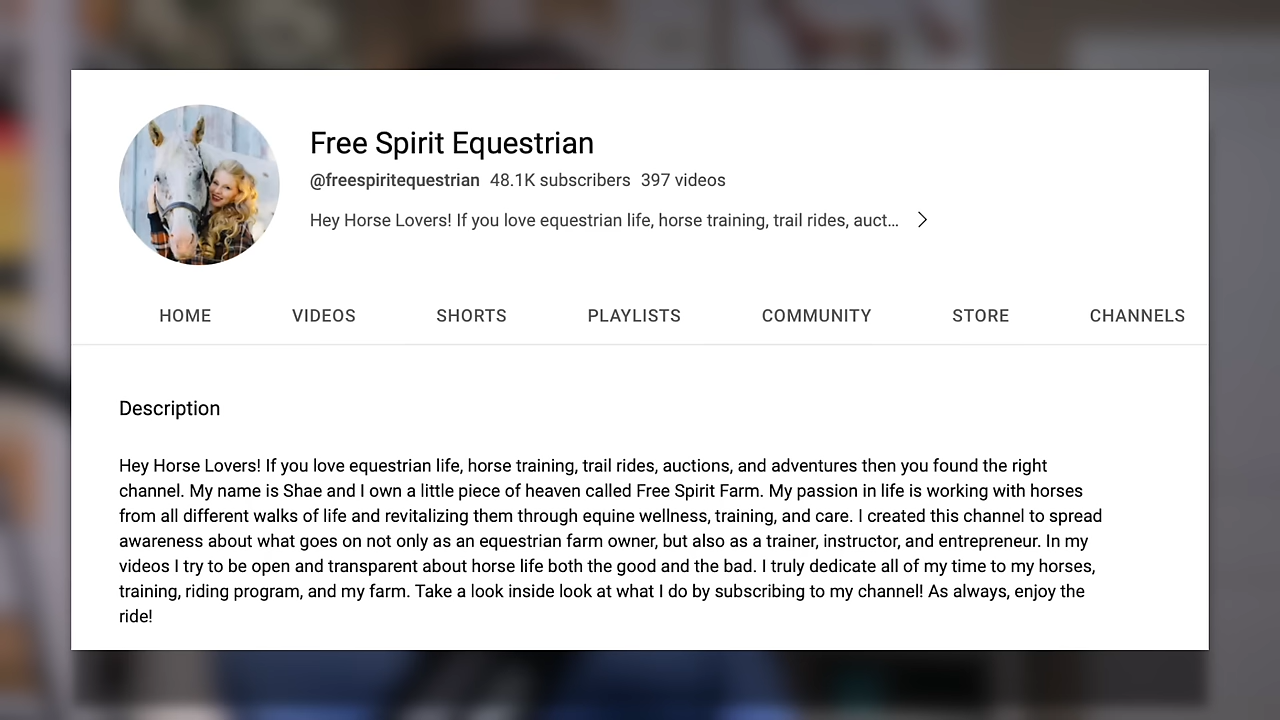 Free Spirit Equestrian
@freespiritequestrian 48.1K subscribers 397 videos
Hey Horse Lovers! If you love equestrian life, horse training, trail rides, auct...
HOME VIDEOS SHORTS PLAYLISTS COMMUNITY STORE CHANNELS
Description
Hey Horse Lovers! If you love equestrian life, horse training, trail rides, auctions, and adventures then you found the right
channel. My name is Shae and I own a little piece of heaven called Free Spirit Farm. My passion in life is working with horses
from all different walks of life and revitalizing them through equine wellness, training, and care. I created this channel to spread
awareness about what goes on not only as an equestrian farm owner, but also as a trainer, instructor, and entrepreneur. In my
videos I try to be open and transparent about horse life both the good and the bad. I truly dedicate all of my time to my horses,
training, riding program, and my farm. Take a look inside look at what I do by subscribing to my channel! As always, enjoy the
ride!